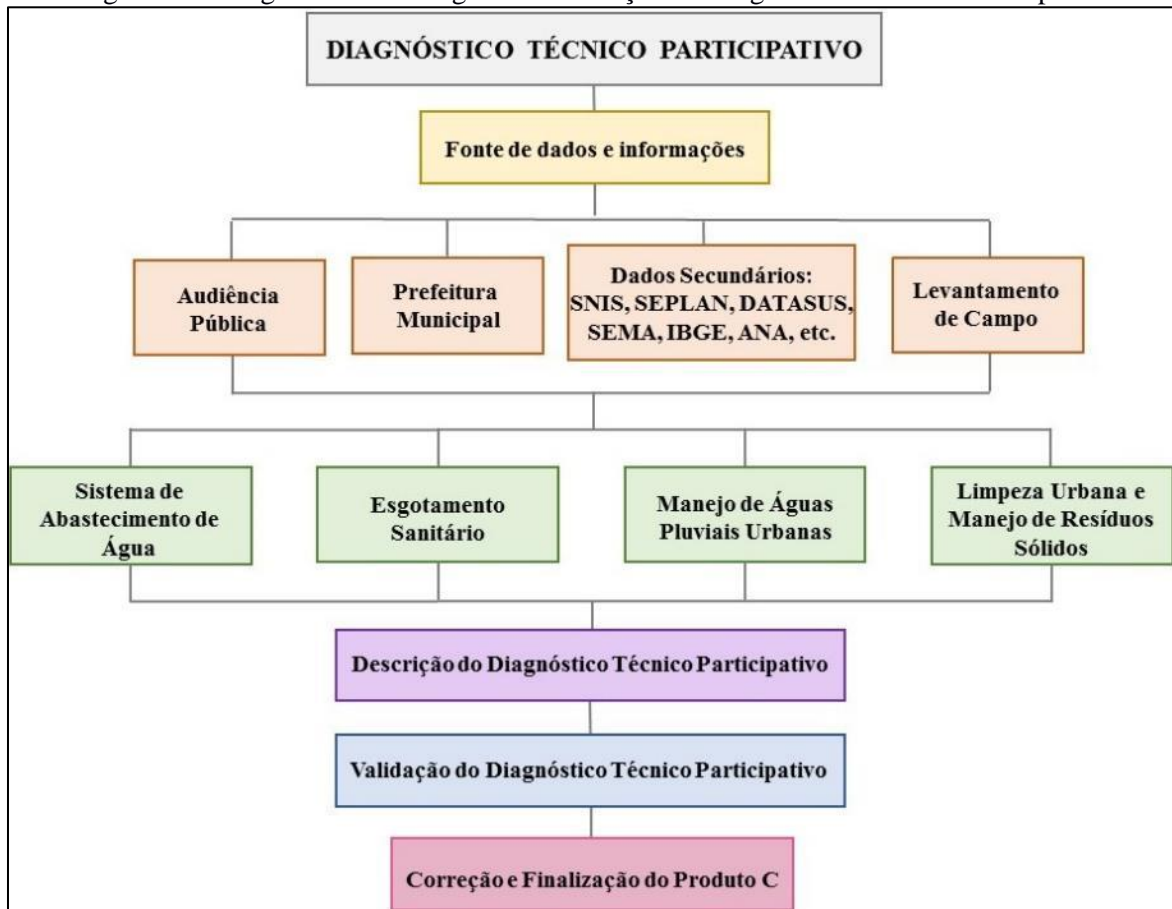 DIAGNÓSTICO TÉCNICO PARTICIPATIVO
Fonte de dados e informações
Audiência
Pública
Prefeitura
Municipal
Dados Secundários:
SNIS, SEPLAN, DATASUS,
SEMA, IBGE, ANA, etc.
Levantamento
de Campo
Sistema de
Abastecimento de
Água
Esgotamento
Sanitário
Manejo de Águas
Pluviais Urbanas
Limpeza Urbana e
Manejo de Resíduos
Sólidos
Descrição do Diagnóstico Técnico Participativo
Validação do Diagnóstico Técnico Participativo
Correção e Finalização do Produto C